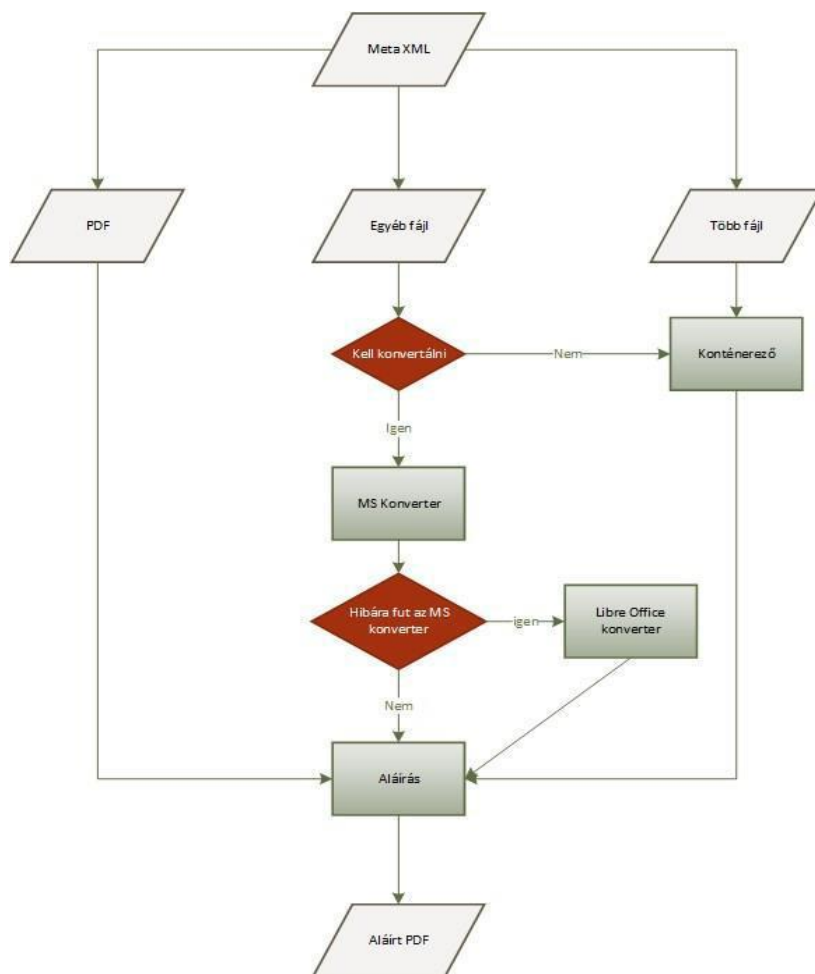 Meta XML
PDF
Egyéb fájl
Több fájl
Kell konvertálni
Nem
Konténerező
Igen
MS Konverter
Hibára fut az MS
konverter
igen
Libre Office
konverter
Nem
Aláírás
Aláírt PDF